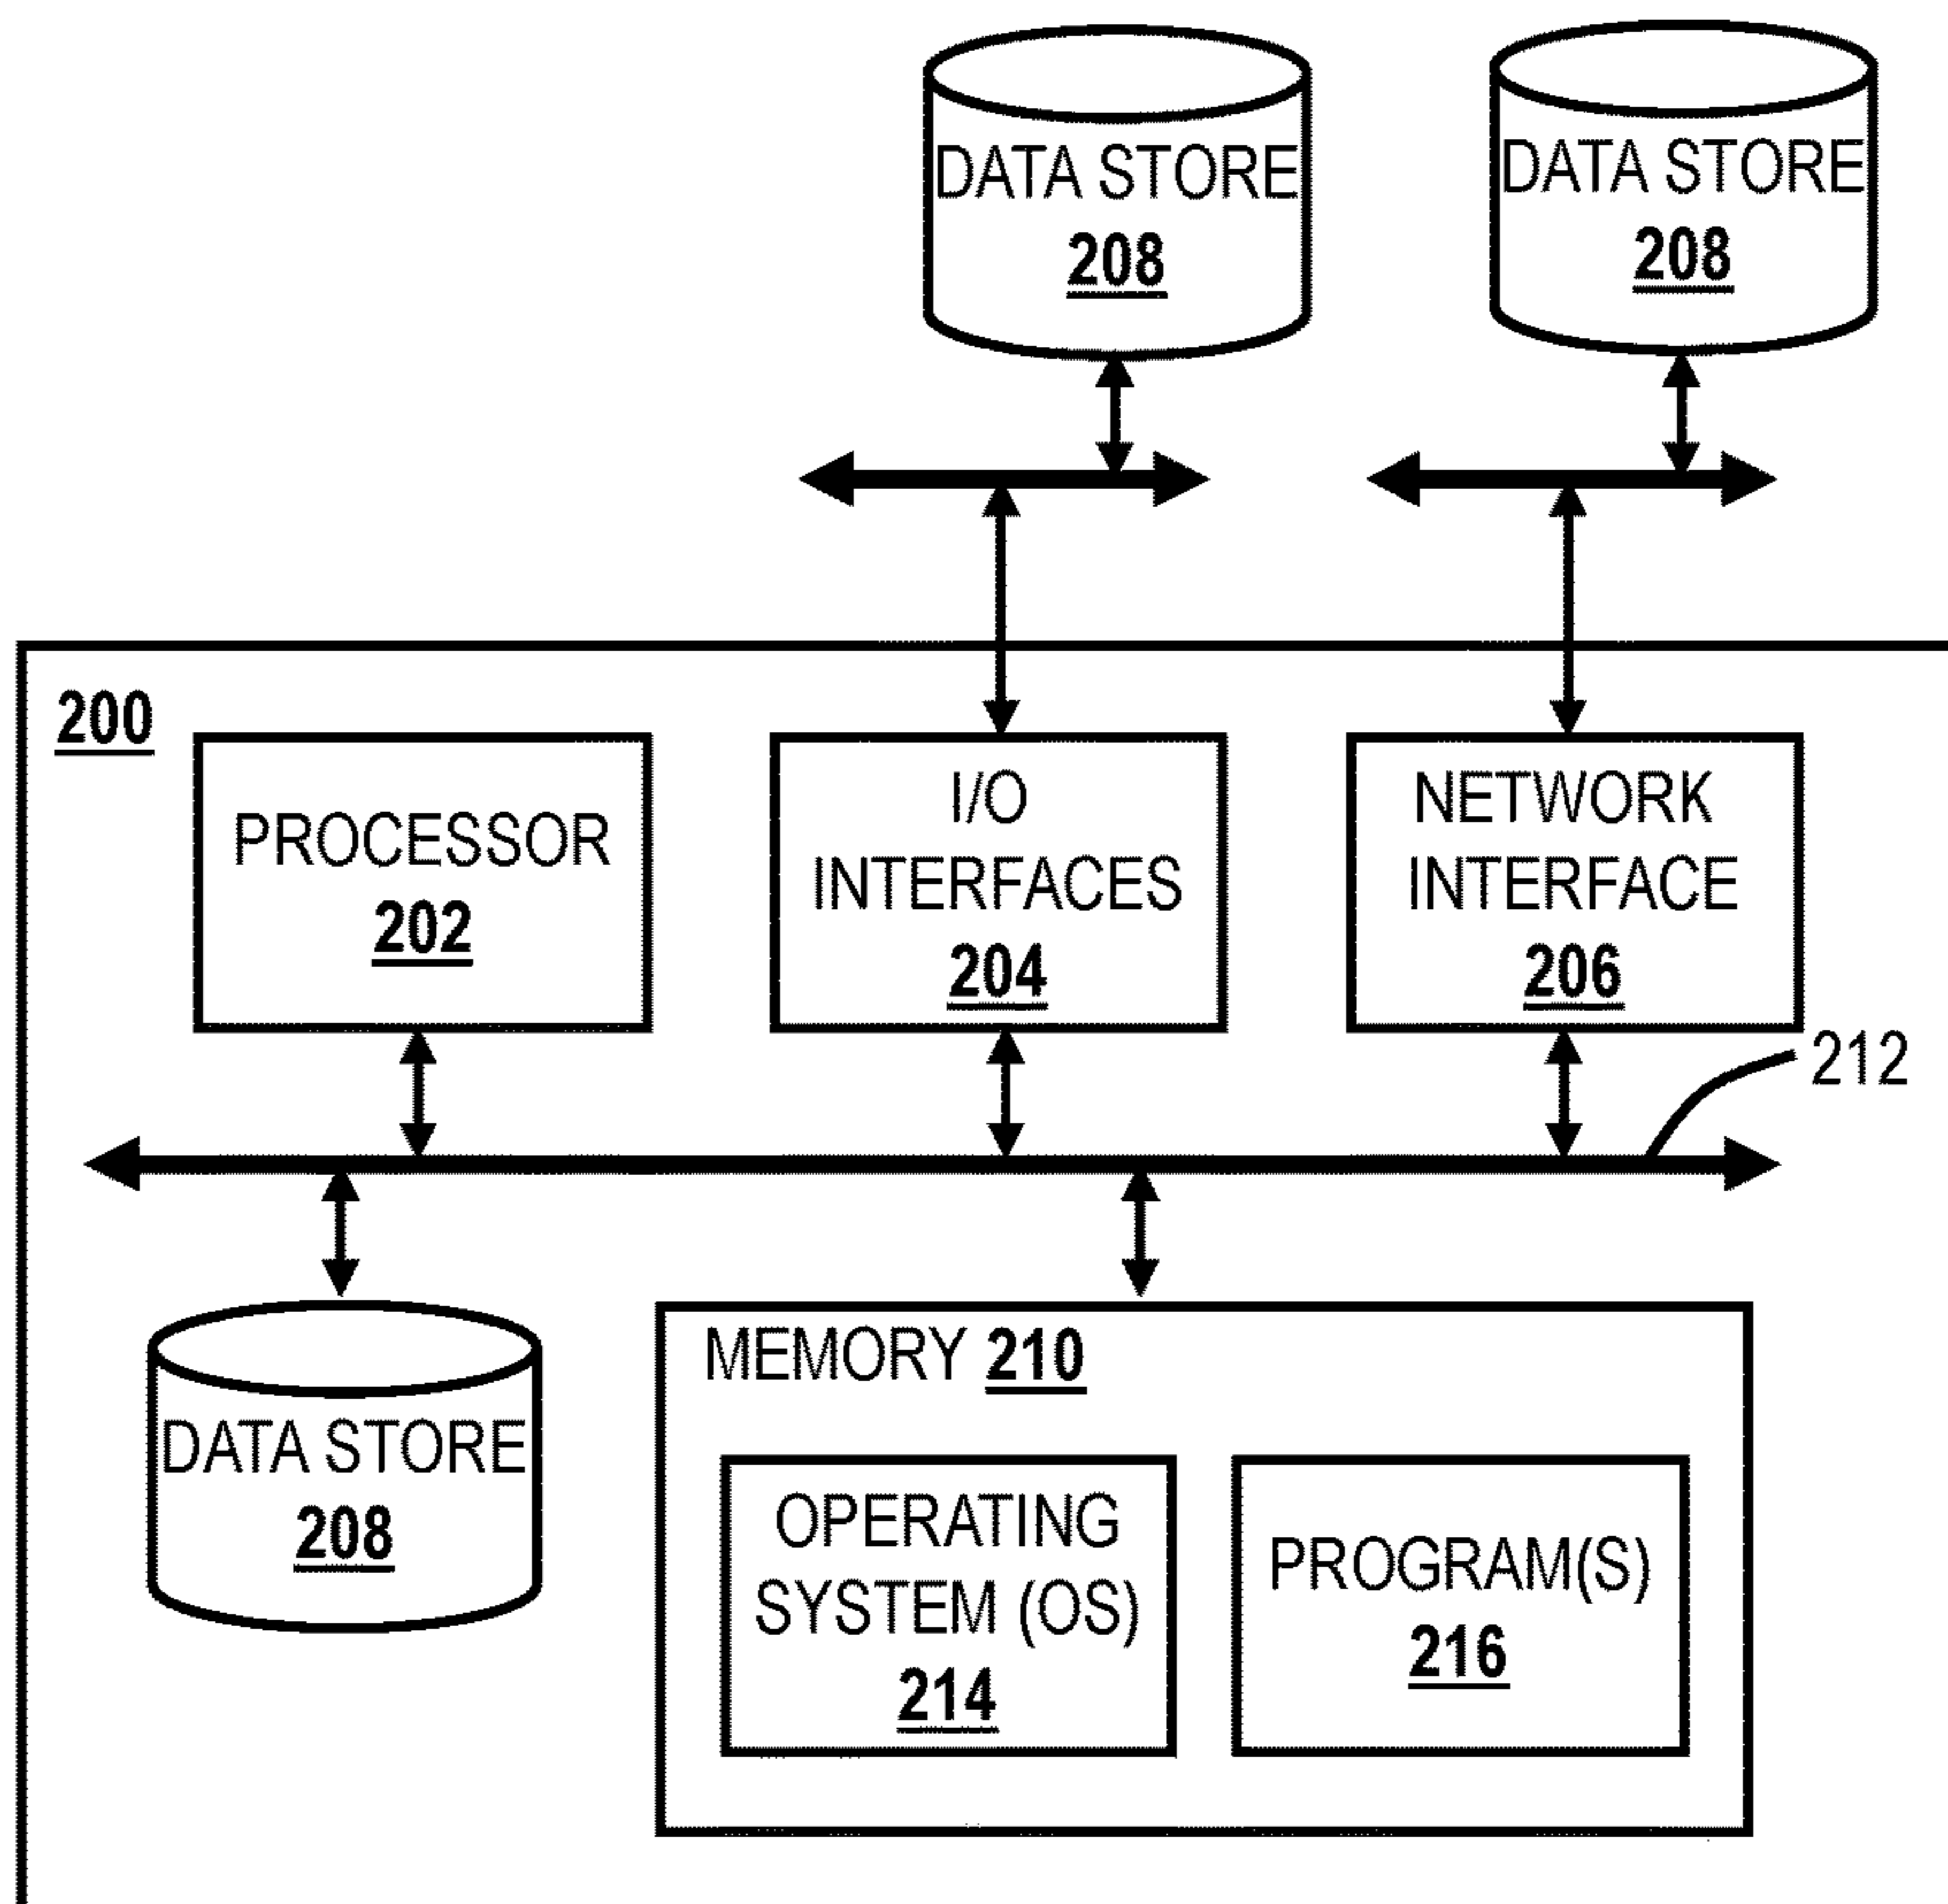 DATA STORE
208
DATA STORE
208
200
PROCESSOR
202
I/O
INTERFACES
204
NETWORK
INTERFACE
206
212
DATA STORE
208
MEMORY 210
OPERATING
SYSTEM (OS)
214
PROGRAM(S)
216